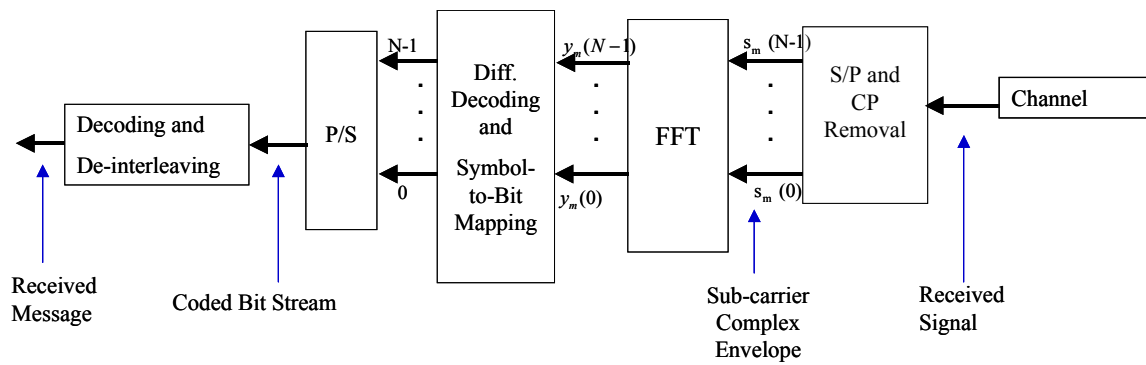 N-1
y_m(N−1)
s_m (N-1)
Diff.
Decoding
and
Symbol-
to-Bit
Mapping
S/P and
CP
Removal
Channel
Decoding and
De-interleaving
P/S
FFT
0
y_m(0)
s_m (0)
Received
Message
Coded Bit Stream
Sub-carrier
Complex
Envelope
Received
Signal